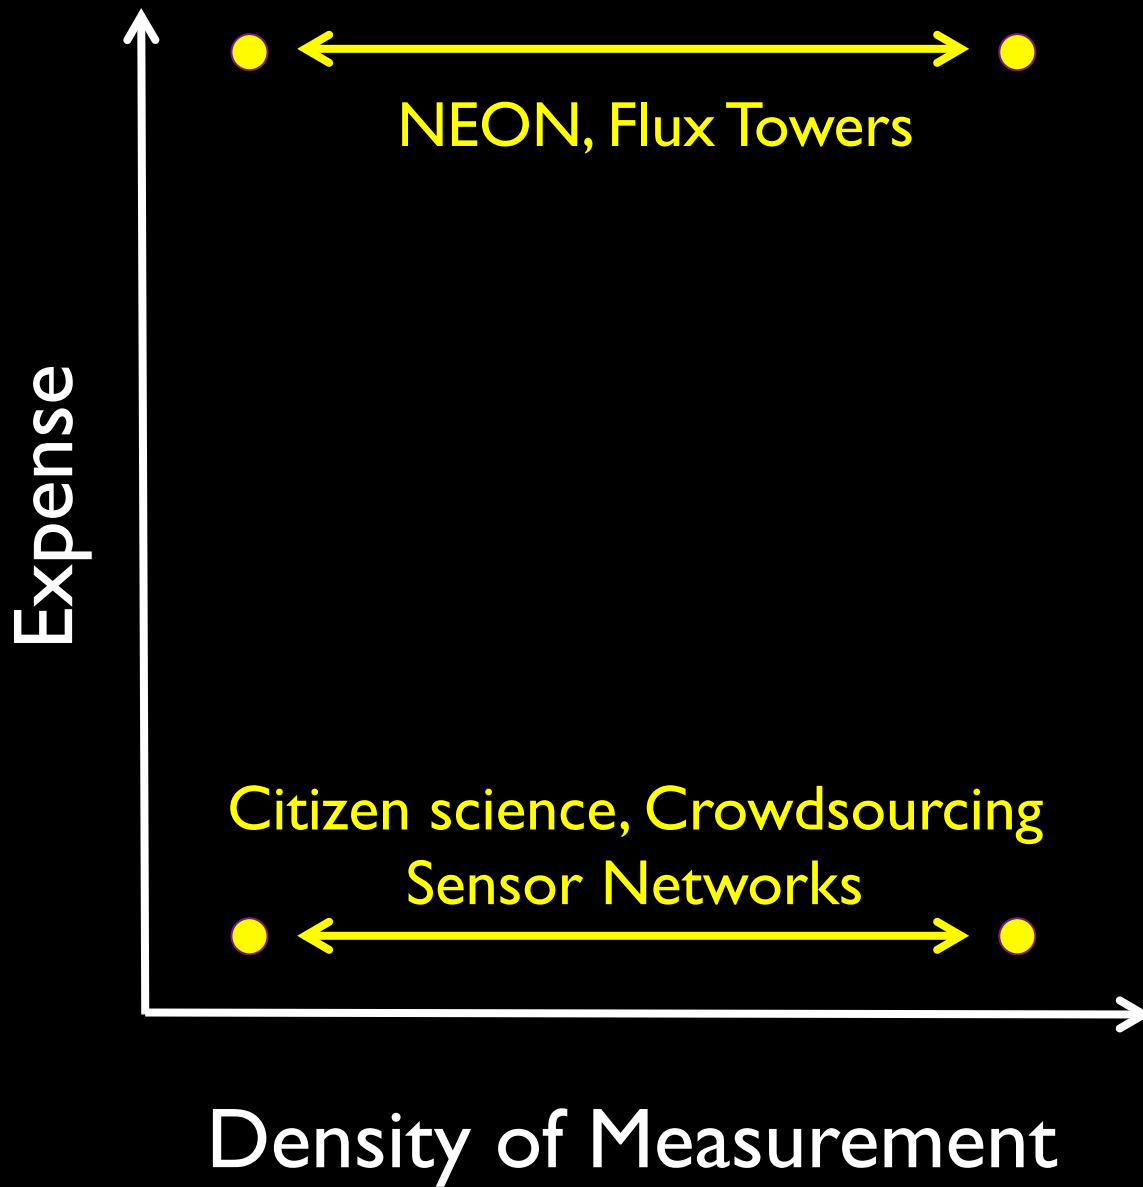 NEON, Flux Towers
Expense
Citizen science, Crowdsourcing
Sensor Networks
Density of Measurement